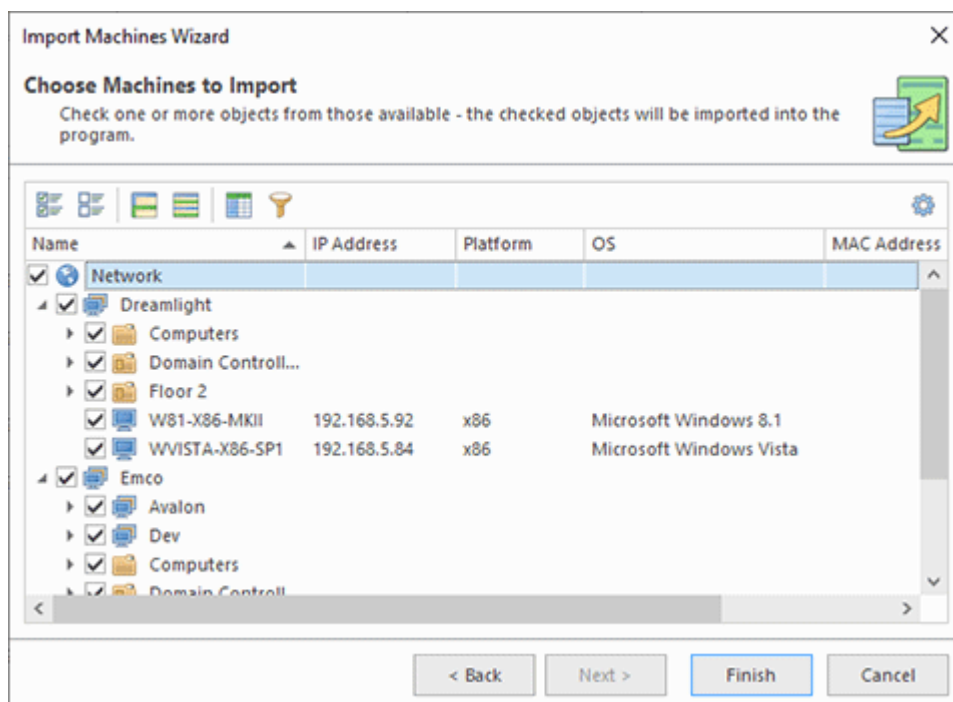 Import Machines Wizard
Choose Machines to Import
Check one or more objects from those available - the checked objects will be imported into the
program.
Name IP Address Platform OS MAC Address
Network
Dreamlight
Computers
Domain Controll...
Floor 2
W81-X86-MKII 192.168.5.92 x86 Microsoft Windows 8.1
WVISTA-X86-SP1 192.168.5.84 x86 Microsoft Windows Vista
Emco
Avalon
Dev
Computers
Domain Controll
< Back Next > Finish Cancel